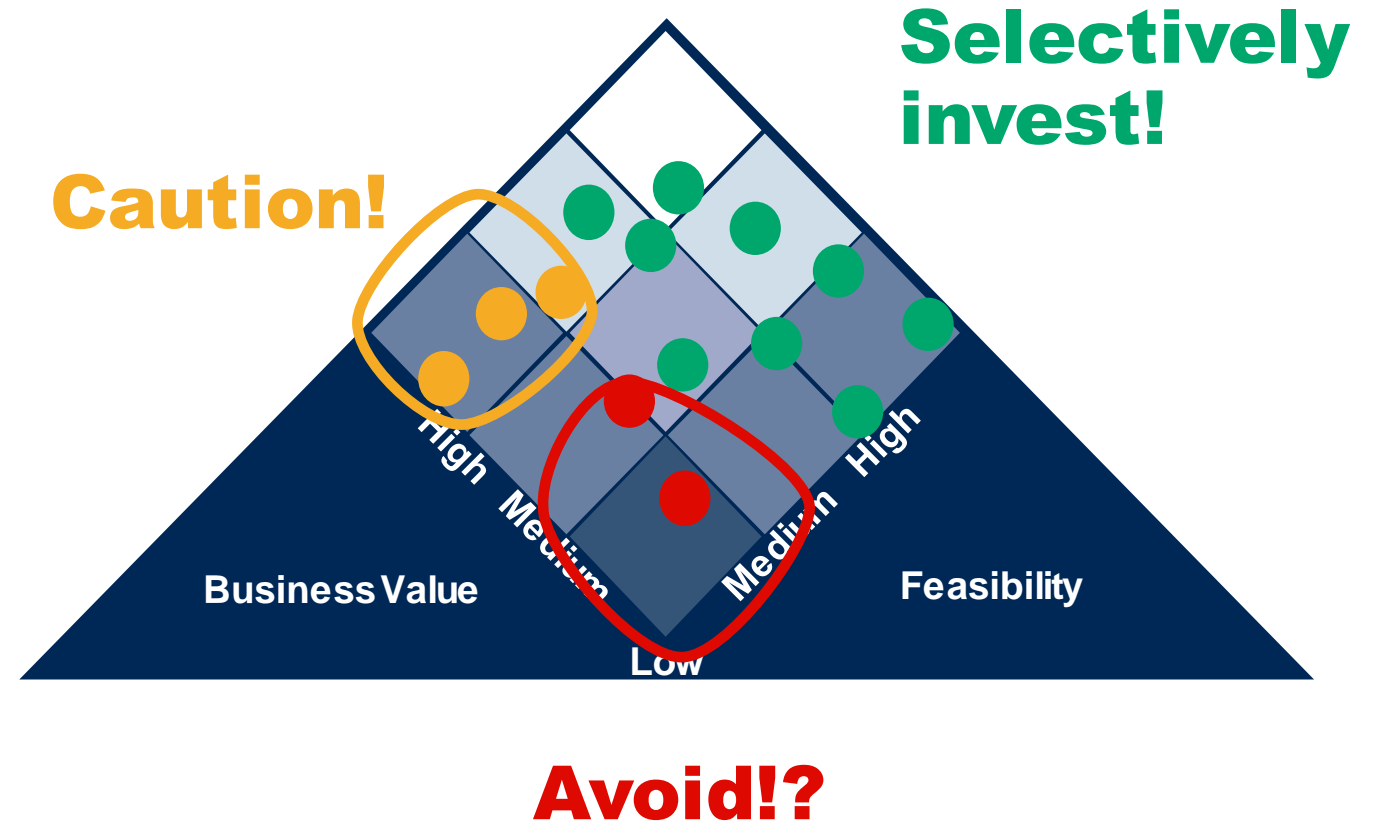 Selectively
invest!
Caution!
High
High
Medium
Medium
Business Value
Feasibility
Low
Avoid!?